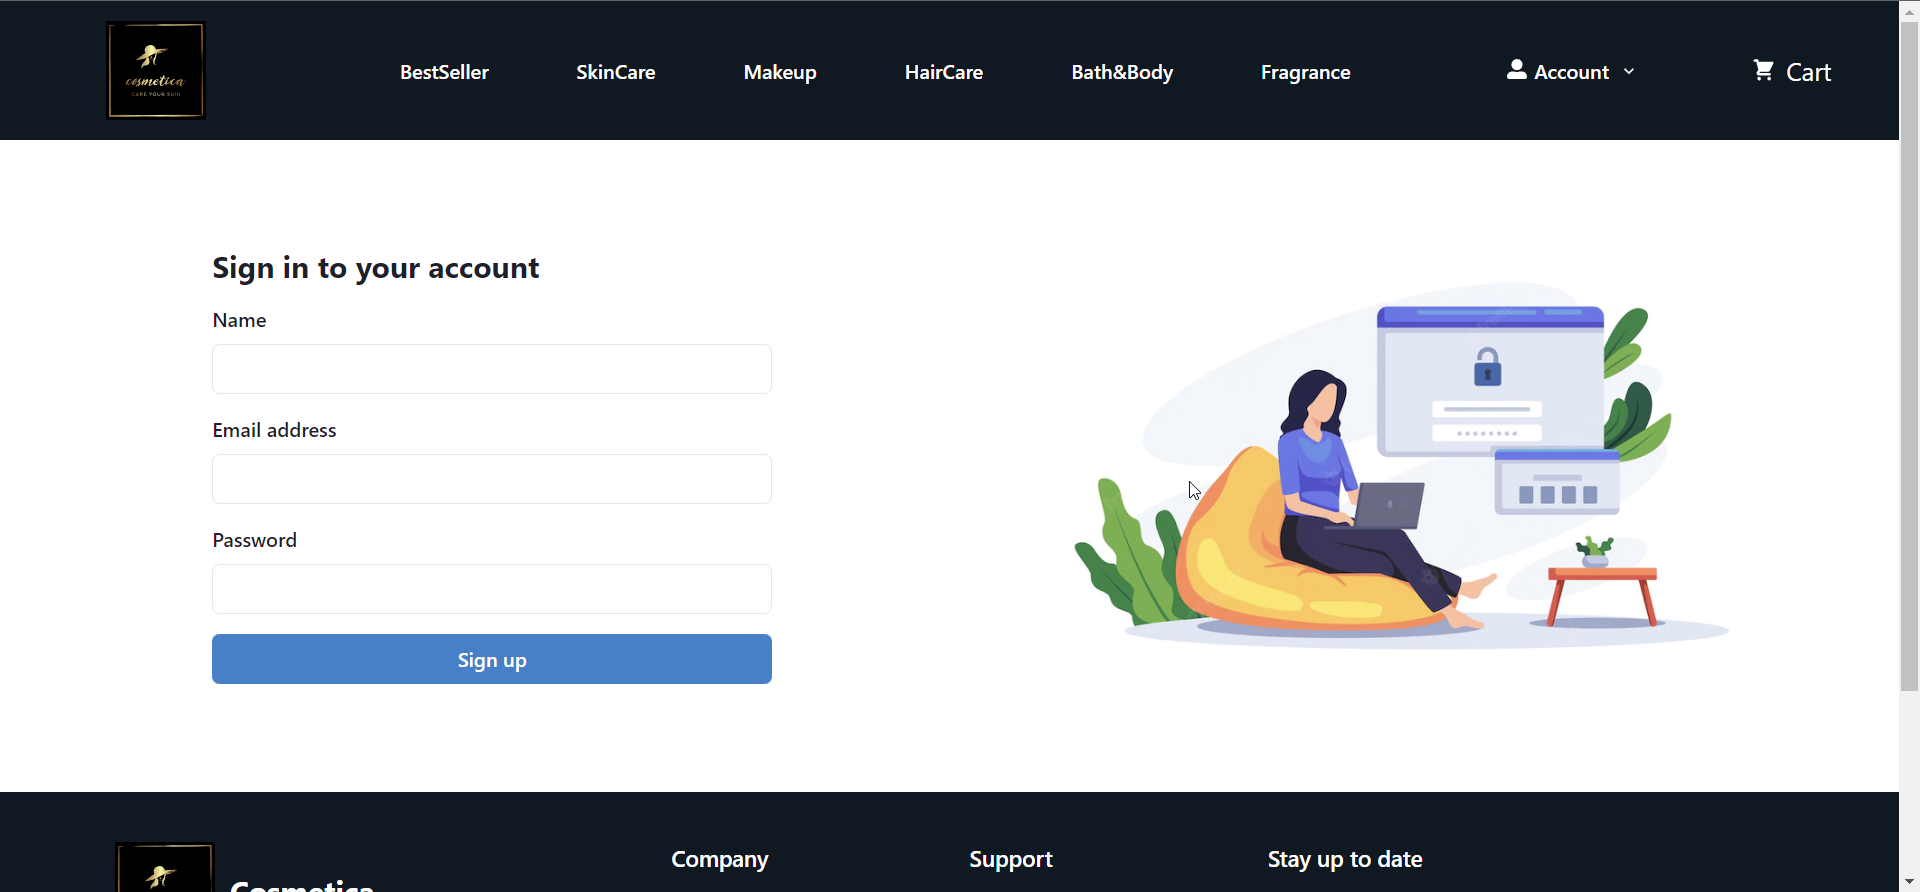 cosmetica
CARE YOUR SKIN
BestSeller
SkinCare
Makeup
HairCare
Bath&Body
Fragrance
Account
Cart
Sign in to your account
Name
Email address
Password
Sign up
Cosmetica
Company
Support
Stay up to date